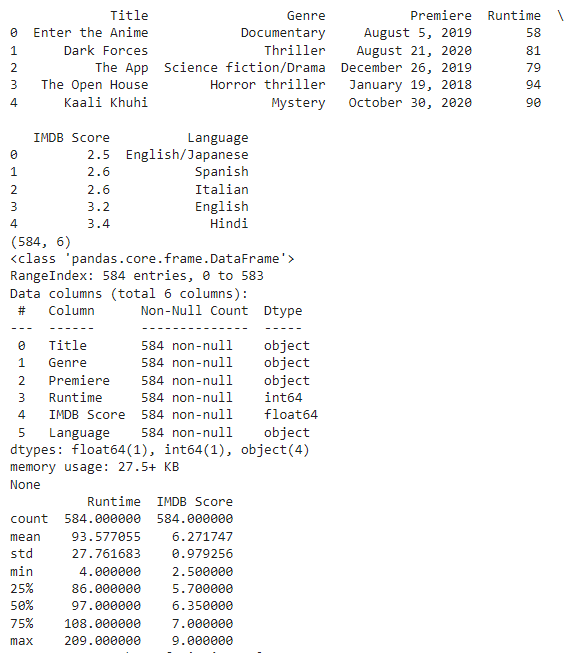 Title                  Genre           Premiere  Runtime  \
0  Enter the Anime            Documentary     August 5, 2019       58
1      Dark Forces               Thriller    August 21, 2020       81
2          The App  Science fiction/Drama  December 26, 2019       79
3   The Open House        Horror thriller   January 19, 2018       94
4      Kaali Khuhi                Mystery   October 30, 2020       90

   IMDB Score          Language
0         2.5  English/Japanese
1         2.6           Spanish
2         2.6           Italian
3         3.2           English
4         3.4             Hindi
(584, 6)
<class 'pandas.core.frame.DataFrame'>
RangeIndex: 584 entries, 0 to 583
Data columns (total 6 columns):
 #   Column      Non-Null Count  Dtype
---  ------      --------------  -----
 0   Title       584 non-null    object
 1   Genre       584 non-null    object
 2   Premiere    584 non-null    object
 3   Runtime     584 non-null    int64
 4   IMDB Score  584 non-null    float64
 5   Language    584 non-null    object
dtypes: float64(1), int64(1), object(4)
memory usage: 27.5+ KB
None
          Runtime  IMDB Score
count  584.000000  584.000000
mean    93.577055    6.271747
std     27.761683    0.979256
min      4.000000    2.500000
25%     86.000000    5.700000
50%     97.000000    6.350000
75%    108.000000    7.000000
max    209.000000    9.000000